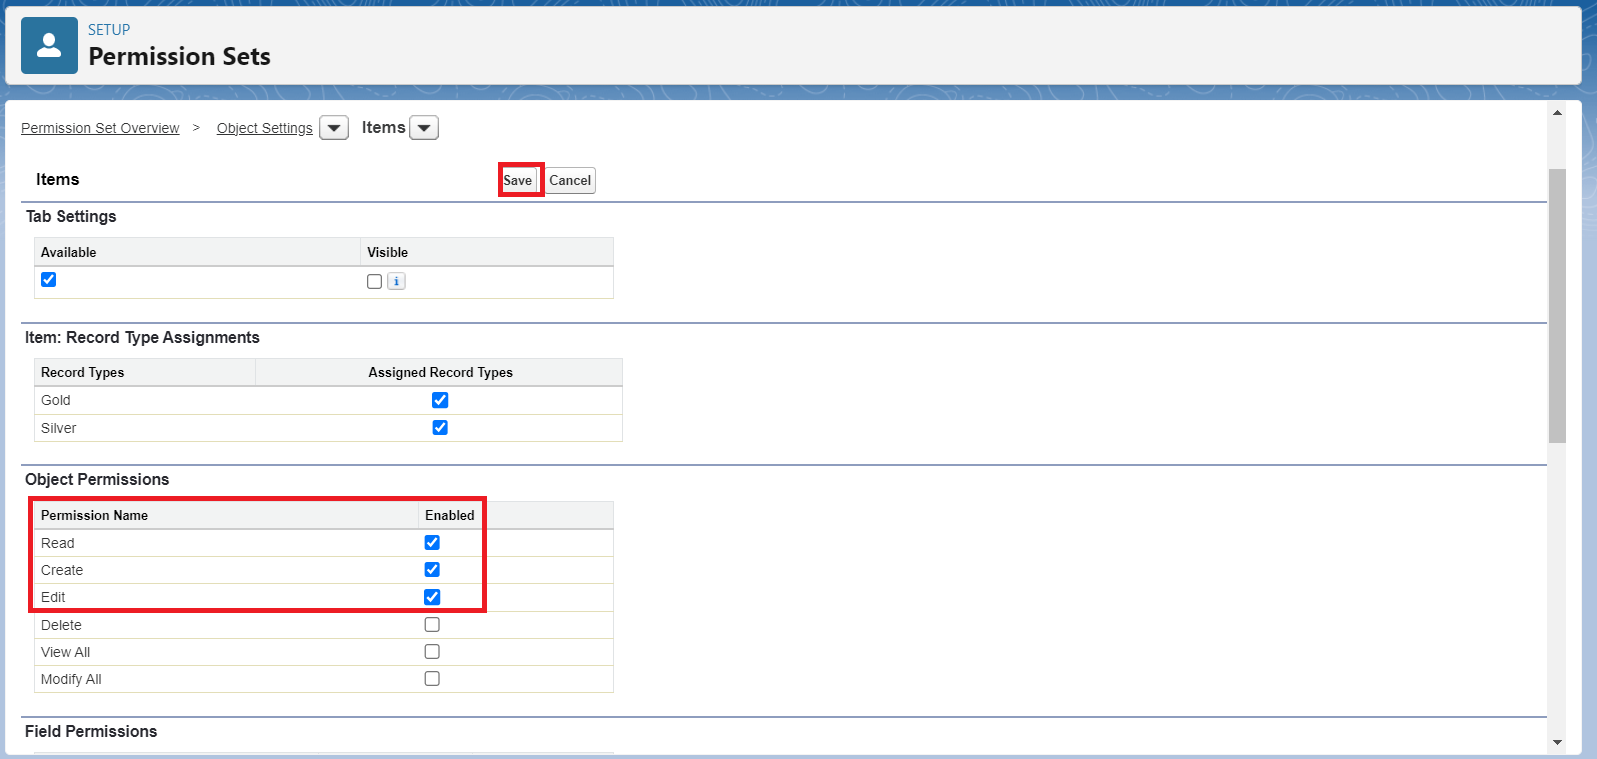 SETUP
Permission Sets
Permission Set Overview > Object Settings Items
Items Save Cancel
Tab Settings
Available Visible
i
Item: Record Type Assignments
Record Types Assigned Record Types
Gold
Silver
Object Permissions
Permission Name Enabled
Read
Create
Edit
Delete
View All
Modify All
Field Permissions